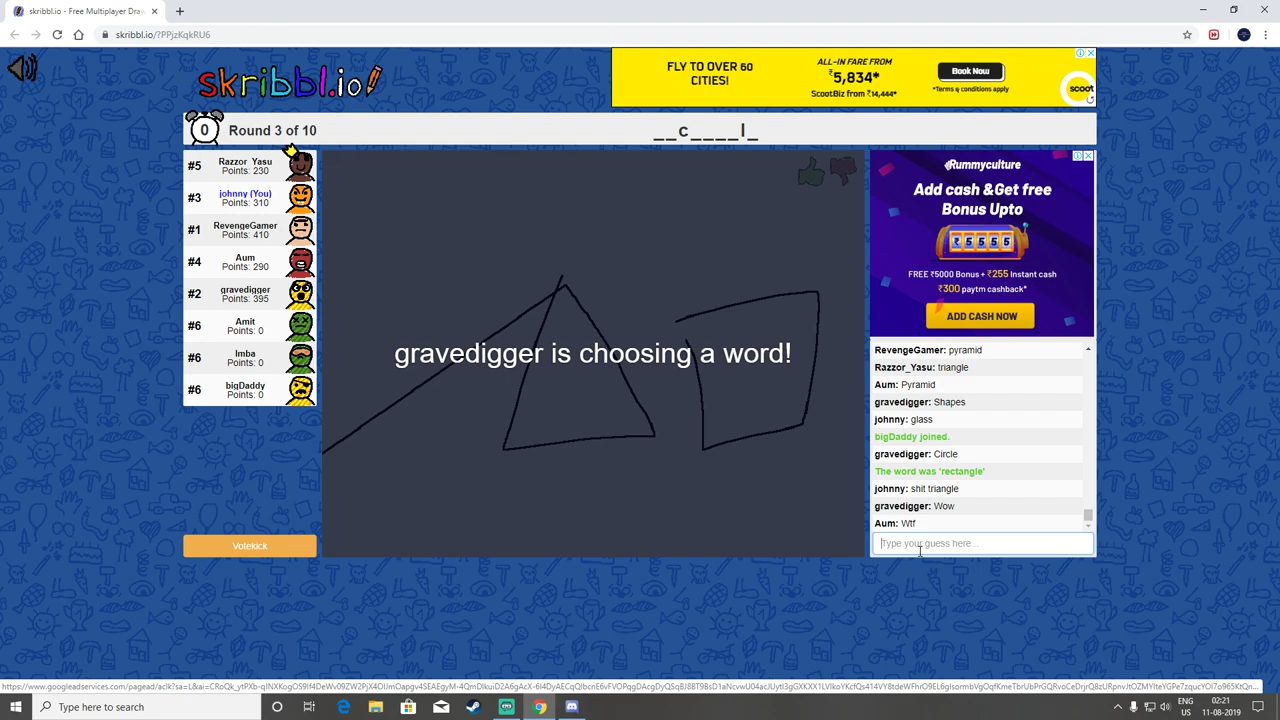 skribbl.io - Free Multiplayer Draw
skribbl.io/?PPjzKqkRU6
skribbl.io
FLY TO OVER 60
CITIES!
ALL-IN FARE FROM
₹5,834*
ScootBiz from ₹14,444*
Book Now
*Terms & conditions apply
scoot
0
Round 3 of 10
__c____l_
#5
Razzor_Yasu
Points: 230
#3
johnny (You)
Points: 310
#1
RevengeGamer
Points: 410
#4
Aum
Points: 290
#2
gravedigger
Points: 395
#6
Amit
Points: 0
#6
Imba
Points: 0
#6
bigDaddy
Points: 0
Votekick
gravedigger is choosing a word!
Rummyculture
Add cash &Get free
Bonus Upto
₹ 5 5 5 5
FREE ₹5000 Bonus + ₹255 Instant cash
₹300 paytm cashback*
ADD CASH NOW
RevengeGamer: pyramid
Razzor_Yasu: triangle
Aum: Pyramid
gravedigger: Shapes
johnny: glass
bigDaddy joined.
gravedigger: Circle
The word was 'rectangle'
johnny: shit triangle
gravedigger: Wow
Aum: Wtf
Type your guess here...
Type here to search
ENG
US
02:21
11-08-2019